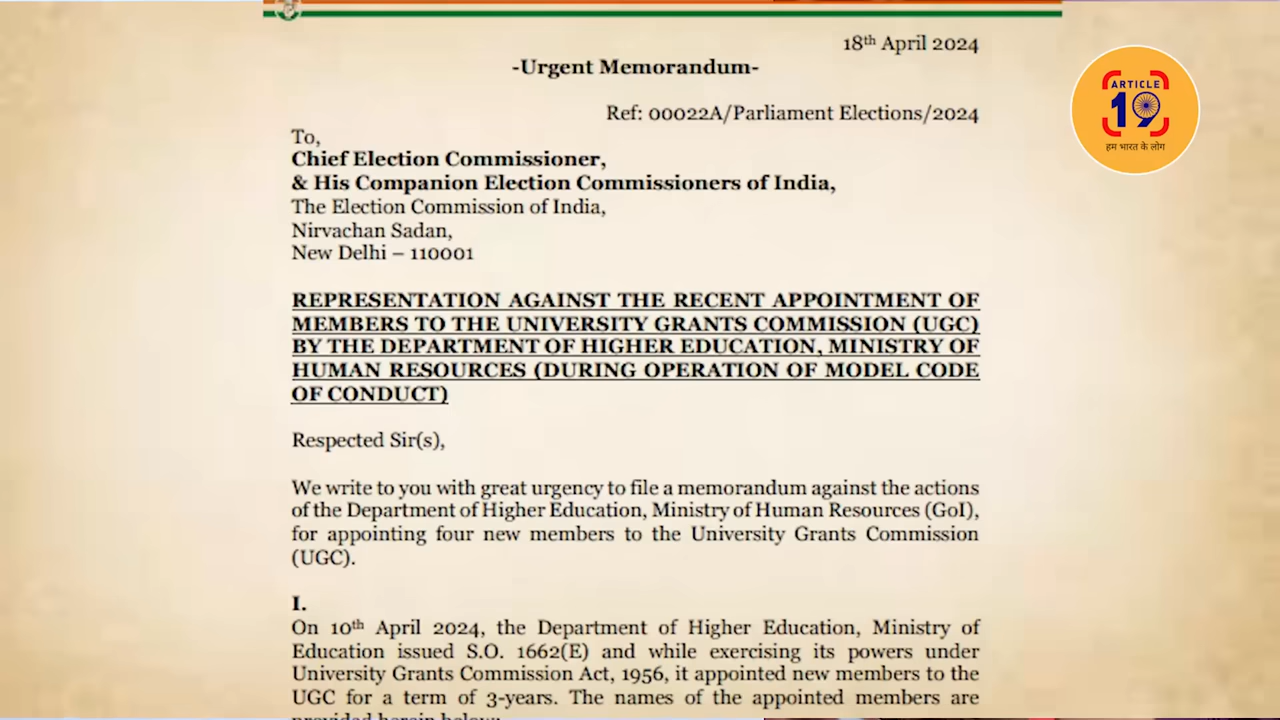 18th April 2024
-Urgent Memorandum-
Ref: 00022A/Parliament Elections/2024
To,
Chief Election Commissioner,
& His Companion Election Commissioners of India,
The Election Commission of India,
Nirvachan Sadan,
New Delhi – 110001
REPRESENTATION AGAINST THE RECENT APPOINTMENT OF
MEMBERS TO THE UNIVERSITY GRANTS COMMISSION (UGC)
BY THE DEPARTMENT OF HIGHER EDUCATION, MINISTRY OF
HUMAN RESOURCES (DURING OPERATION OF MODEL CODE
OF CONDUCT)
Respected Sir(s),
We write to you with great urgency to file a memorandum against the actions
of the Department of Higher Education, Ministry of Human Resources (GoI),
for appointing four new members to the University Grants Commission
(UGC).
I.
On 10th April 2024, the Department of Higher Education, Ministry of
Education issued S.O. 1662(E) and while exercising its powers under
University Grants Commission Act, 1956, it appointed new members to the
UGC for a term of 3-years. The names of the appointed members are
provided herein below:
ARTICLE
19
हम भारत के लोग